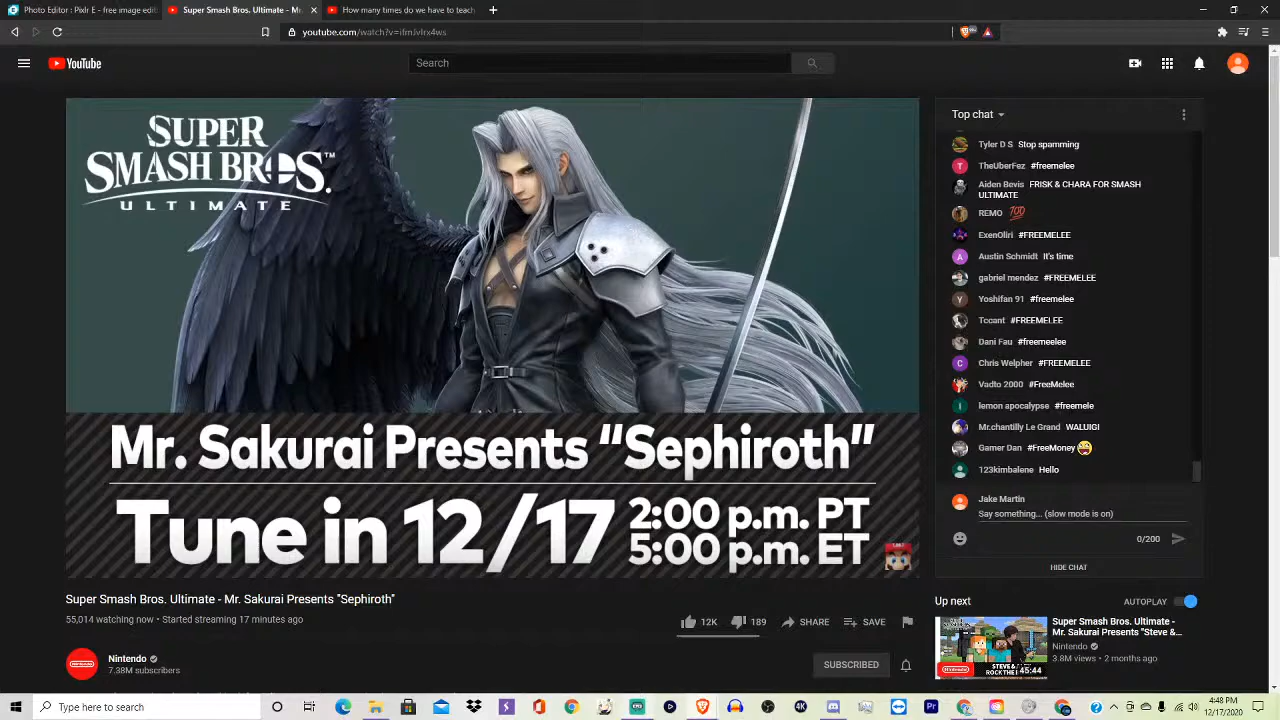 Photo Editor : Pixlr E - free image edit
Super Smash Bros. Ultimate - M
How many times do we have to teach
SUPER
SMASH BROS.™
ULTIMATE
YouTube
Search
Mr. Sakurai Presents “Sephiroth”
Tune in 12/17
2:00 p.m. PT
5:00 p.m. ET
Super Smash Bros. Ultimate - Mr. Sakurai Presents "Sephiroth"
55,014 watching now • Started streaming 17 minutes ago
12K
189
SHARE
SAVE
Nintendo
7.38M subscribers
SUBSCRIBED
Top chat
Tyler D S Stop spamming
TheUberFez #freemelee
Aiden Bevis FRISK & CHARA FOR SMASH
ULTIMATE
REMO 💯
ExenOliri #FREEMELEE
Austin Schmidt It's time
gabriel mendez #FREEMELEE
Yoshifan 91 #freemelee
Tccant #FREEMELEE
Dani Fau #freemeelee
Chris Welpher #FREEMELEE
Vadto 2000 #FreeMelee
lemon apocalypse #freemele
Mr.chantilly Le Grand WALUIGI
Gamer Dan #FreeMoney
123kimbalene Hello
Jake Martin
Say something... (slow mode is on)
0/200
HIDE CHAT
Up next
AUTOPLAY
Super Smash Bros. Ultimate -
Mr. Sakurai Presents "Steve &...
Nintendo
3.8M views • 2 months ago
Nintendo
45:44
Type here to search
4:48 PM
12/17/2020